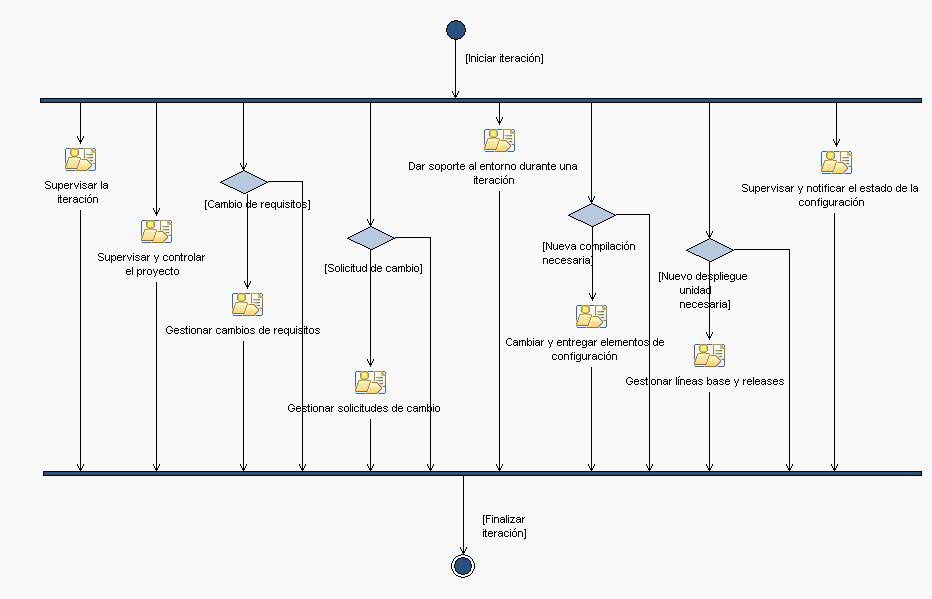 [Iniciar iteración]
Supervisar la
iteración
Supervisar y controlar
el proyecto
[Cambio de requisitos]
Gestionar cambios de requisitos
[Solicitud de cambio]
Gestionar solicitudes de cambio
Dar soporte al entorno durante una
iteración
[Nueva compilación
necesaria]
Cambiar y entregar elementos de
configuración
[Nuevo despliegue
unidad
necesaria]
Gestionar líneas base y releases
Supervisar y notificar el estado de la
configuración
[Finalizar
iteración]